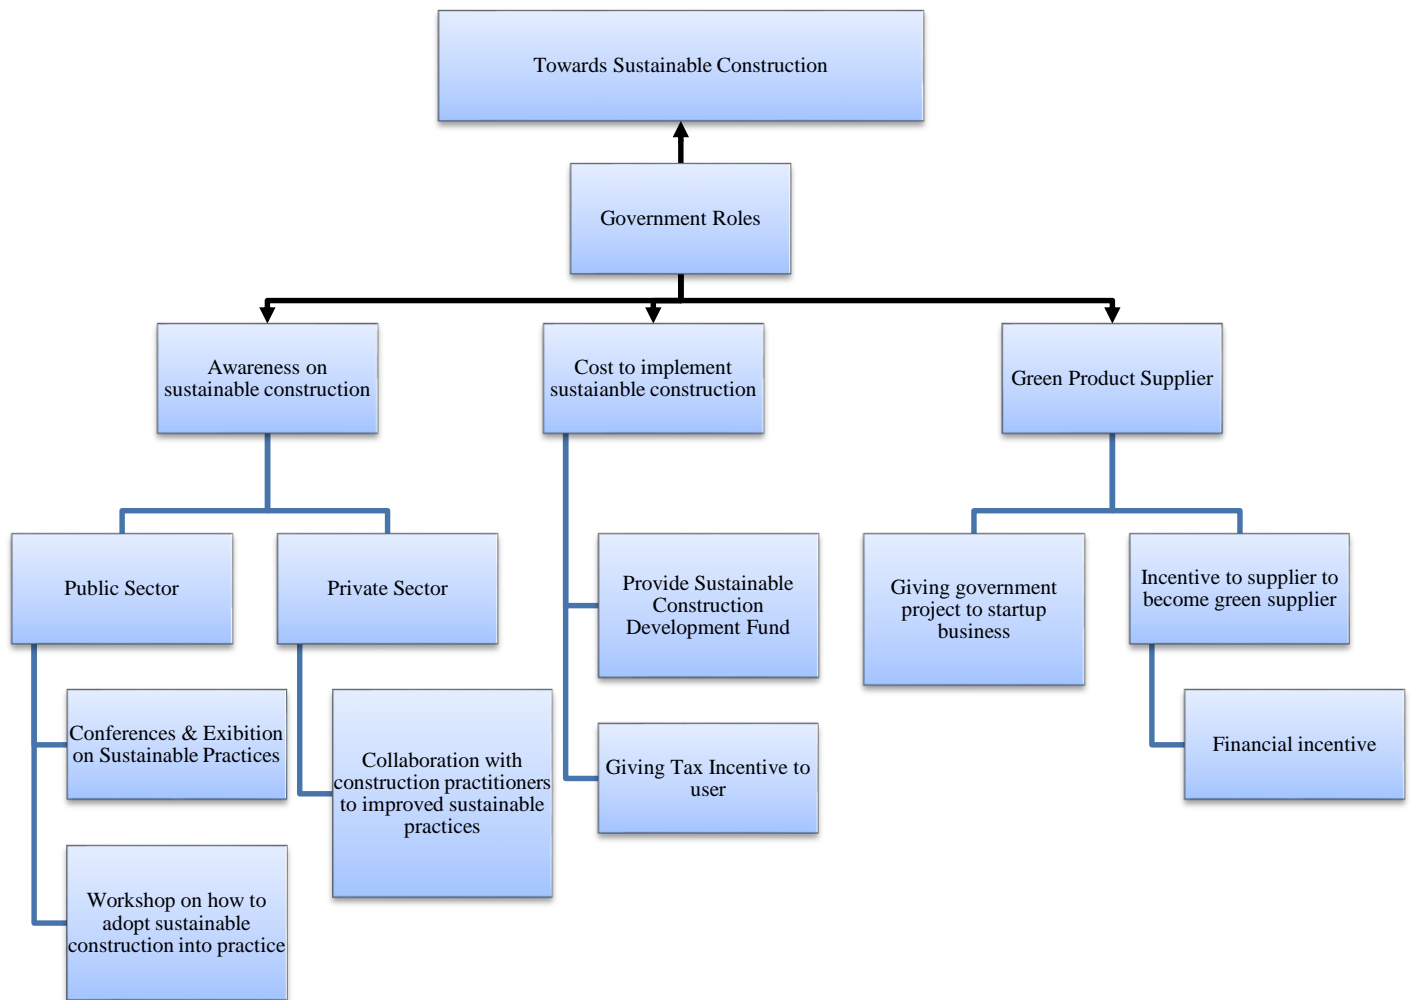 Towards Sustainable Construction
Government Roles
Awareness on
sustainable construction
Cost to implement
sustaianble construction
Green Product Supplier
Public Sector
Private Sector
Provide Sustainable
Construction
Development Fund
Giving government
project to startup
business
Incentive to supplier to
become green supplier
Conferences & Exibition
on Sustainable Practices
Collaboration with
construction practitioners
to improved sustainable
practices
Giving Tax Incentive to
user
Financial incentive
Workshop on how to
adopt sustainable
construction into practice